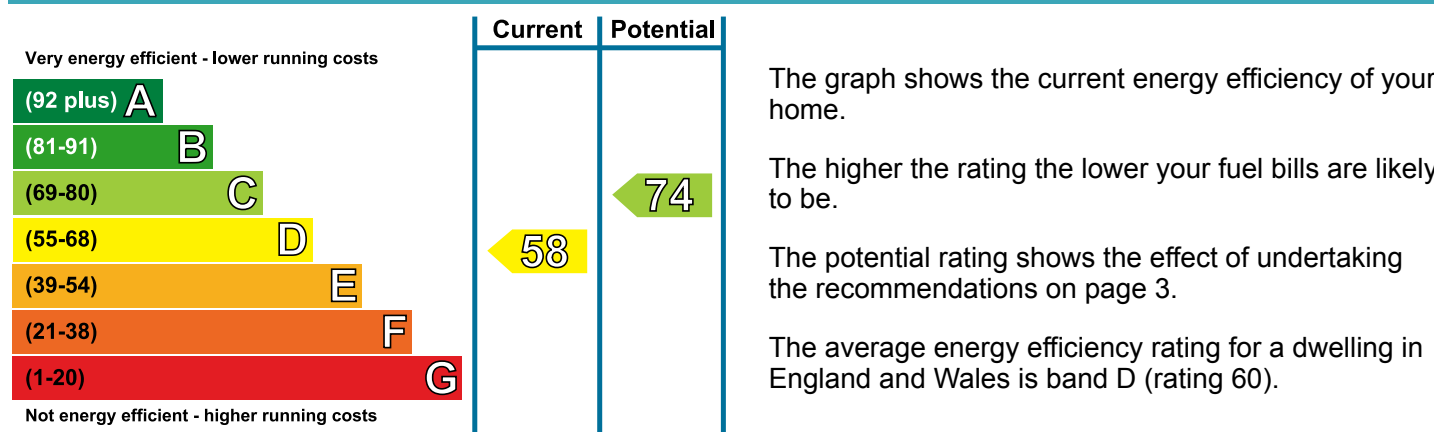 Current Potential
Very energy efficient - lower running costs
(92 plus) A
(81-91) B
(69-80) C
(55-68) D
(39-54) E
(21-38) F
(1-20) G
Not energy efficient - higher running costs
58
74
The graph shows the current energy efficiency of your
home.
The higher the rating the lower your fuel bills are likely
to be.
The potential rating shows the effect of undertaking
the recommendations on page 3.
The average energy efficiency rating for a dwelling in
England and Wales is band D (rating 60).